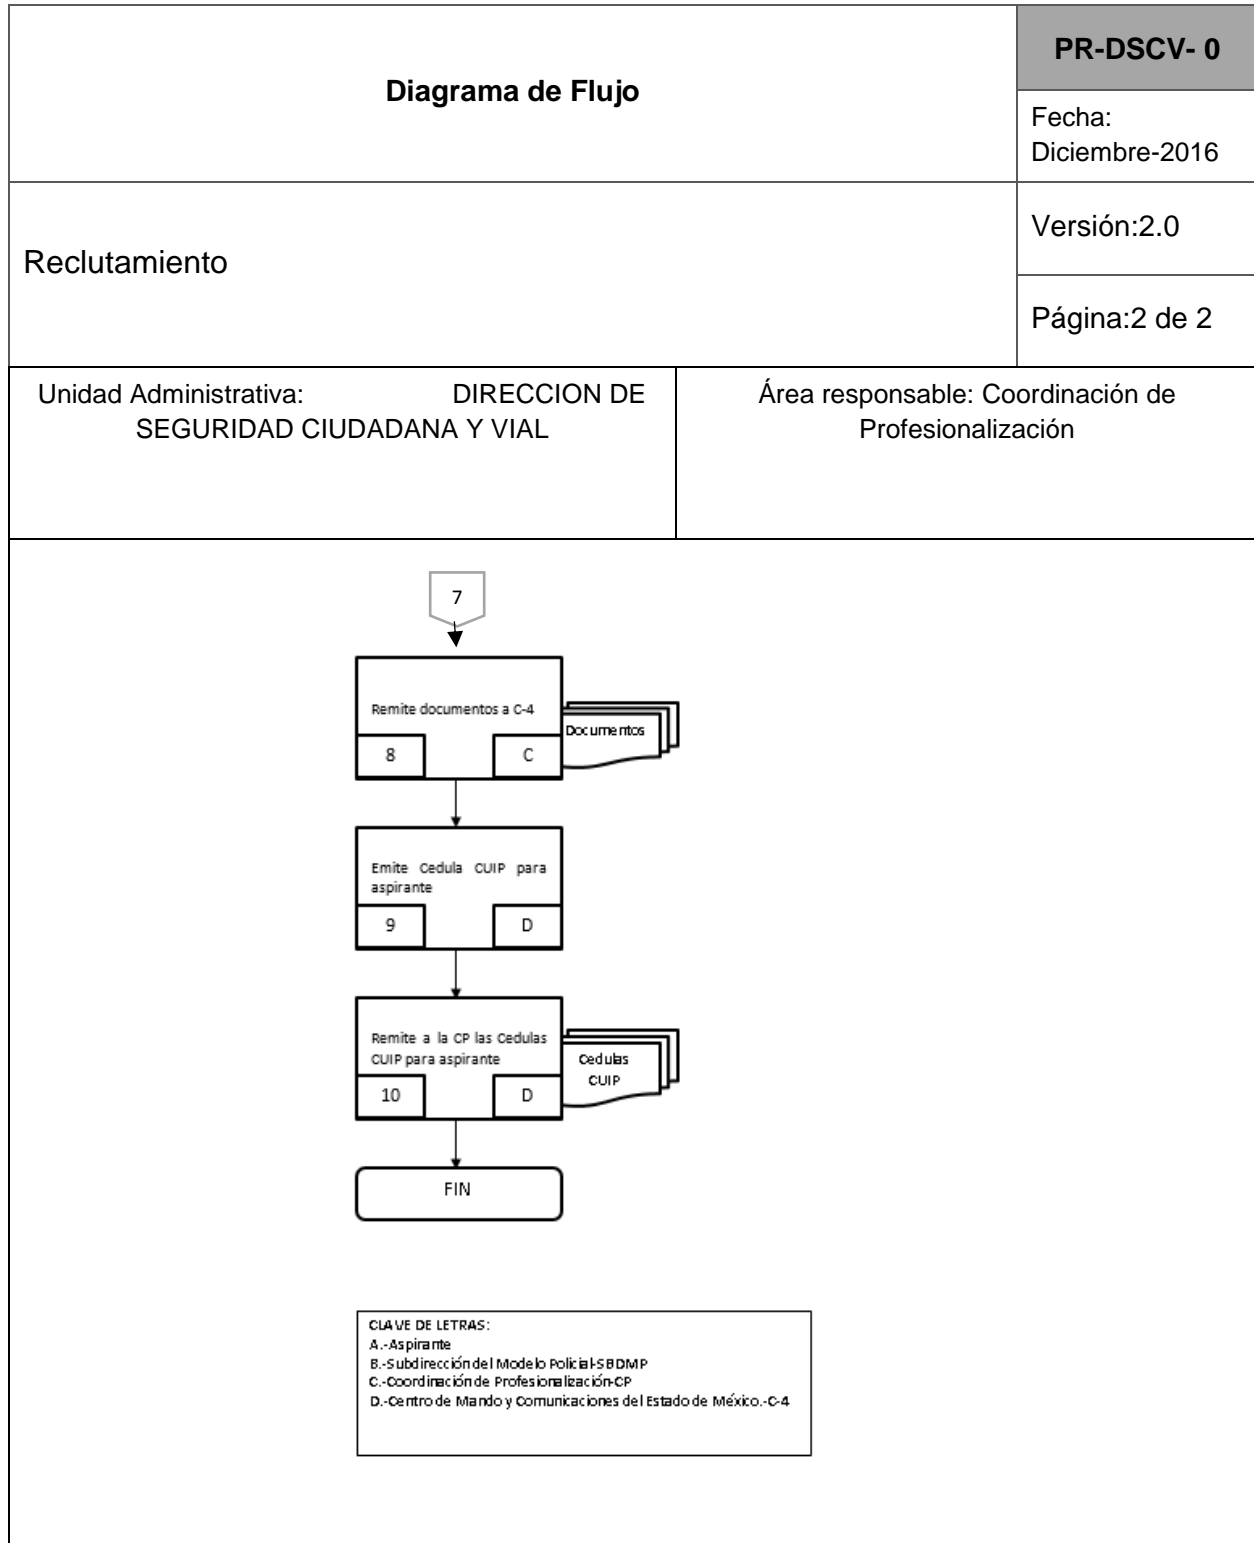 Diagrama de Flujo
PR-DSCV- 0
Fecha:
Diciembre-2016
Reclutamiento
Versión:2.0
Página:2 de 2
Unidad Administrativa: DIRECCION DE
SEGURIDAD CIUDADANA Y VIAL
Área responsable: Coordinación de
Profesionalización
7
Remite documentos a C-4
Documentos
8
C
Emite Cedula CUIP para
aspirante
9
D
Remite a la CP las Cedulas
CUIP para aspirante
Cedulas
CUIP
10
D
FIN
CLAVE DE LETRAS:
A.-Aspirante
B.-Subdirección del Modelo Policial-SBDMP
C.-Coordinación de Profesionalización-CP
D.-Centro de Mando y Comunicaciones del Estado de México.-C-4